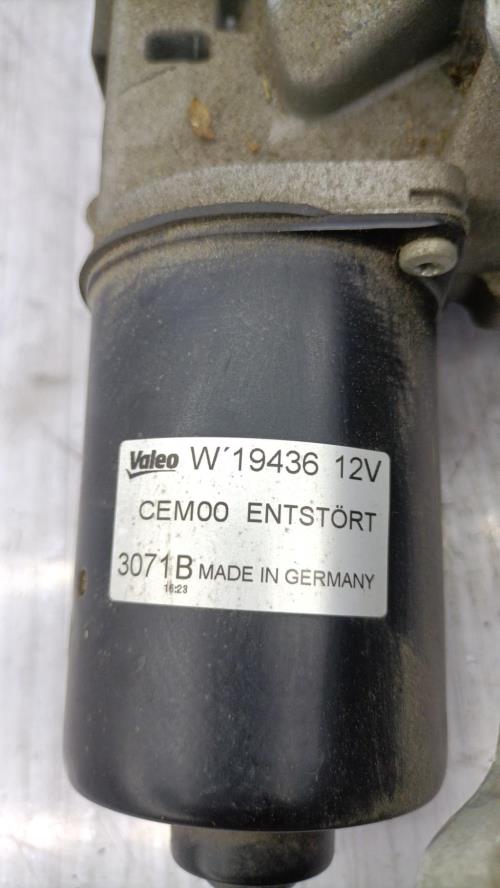 Valeo W'19436 12V
CEM00 ENTSTÖRT
3071B MADE IN GERMANY
16:23